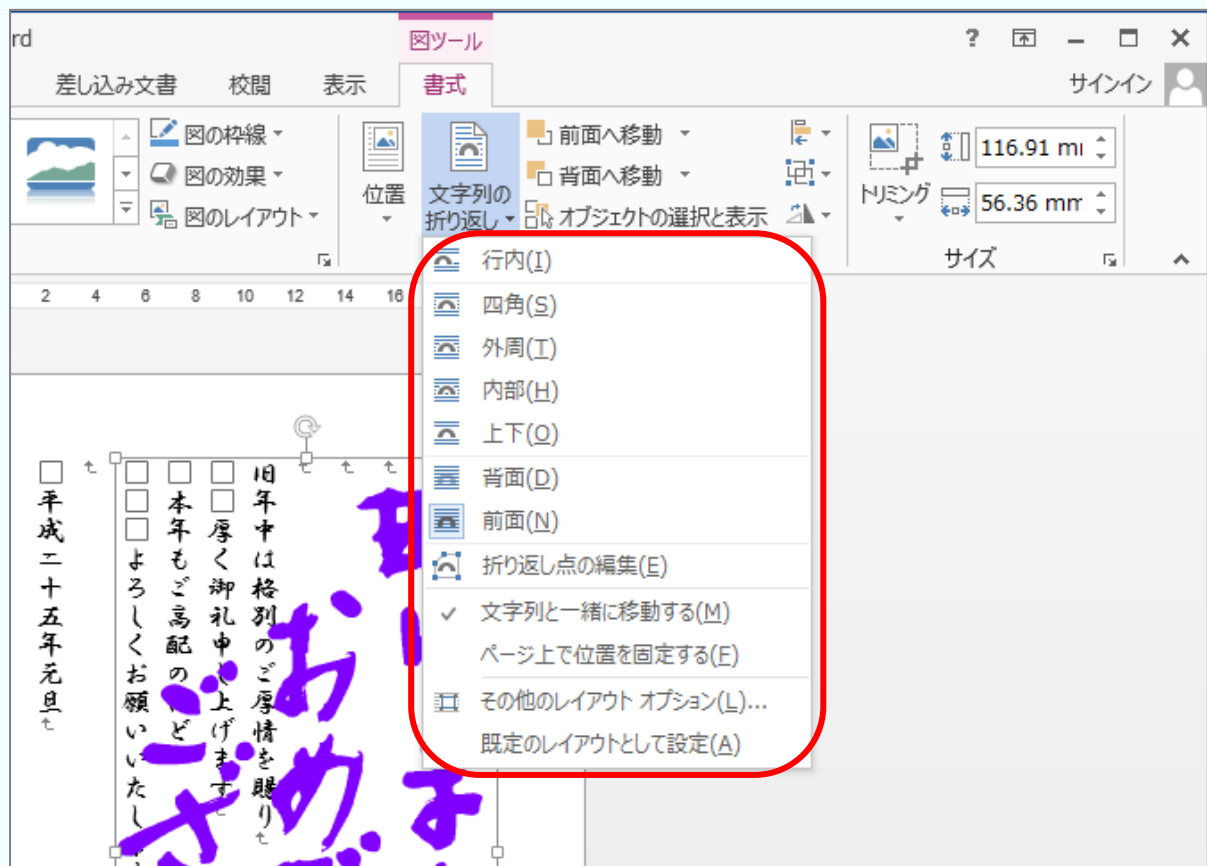 rd
図ツール
?
差し込み文書 校閲 表示 書式 サインイン
図の枠線
図の効果
図のレイアウト
位置
文字列の
折り返し
前面へ移動
背面へ移動
オブジェクトの選択と表示
トリミング
116.91
56.36 mm
サイズ
2 4 6 8 10 12 14 16
行内(I)
四角(S)
外周(T)
内部(H)
上下(O)
背面(D)
前面(N)
折り返し点の編集(E)
文字列と一緒に移動する(M)
ページ上で位置を固定する(F)
その他のレイアウト オプション(L)...
既定のレイアウトとして設定(A)
おめ
ござ
旧年中は格別のご厚情を賜り
□□厚く御礼申し上げます
□□本年もご高配のど
□□□よろしくお願いいたし
□平成二十五年元旦